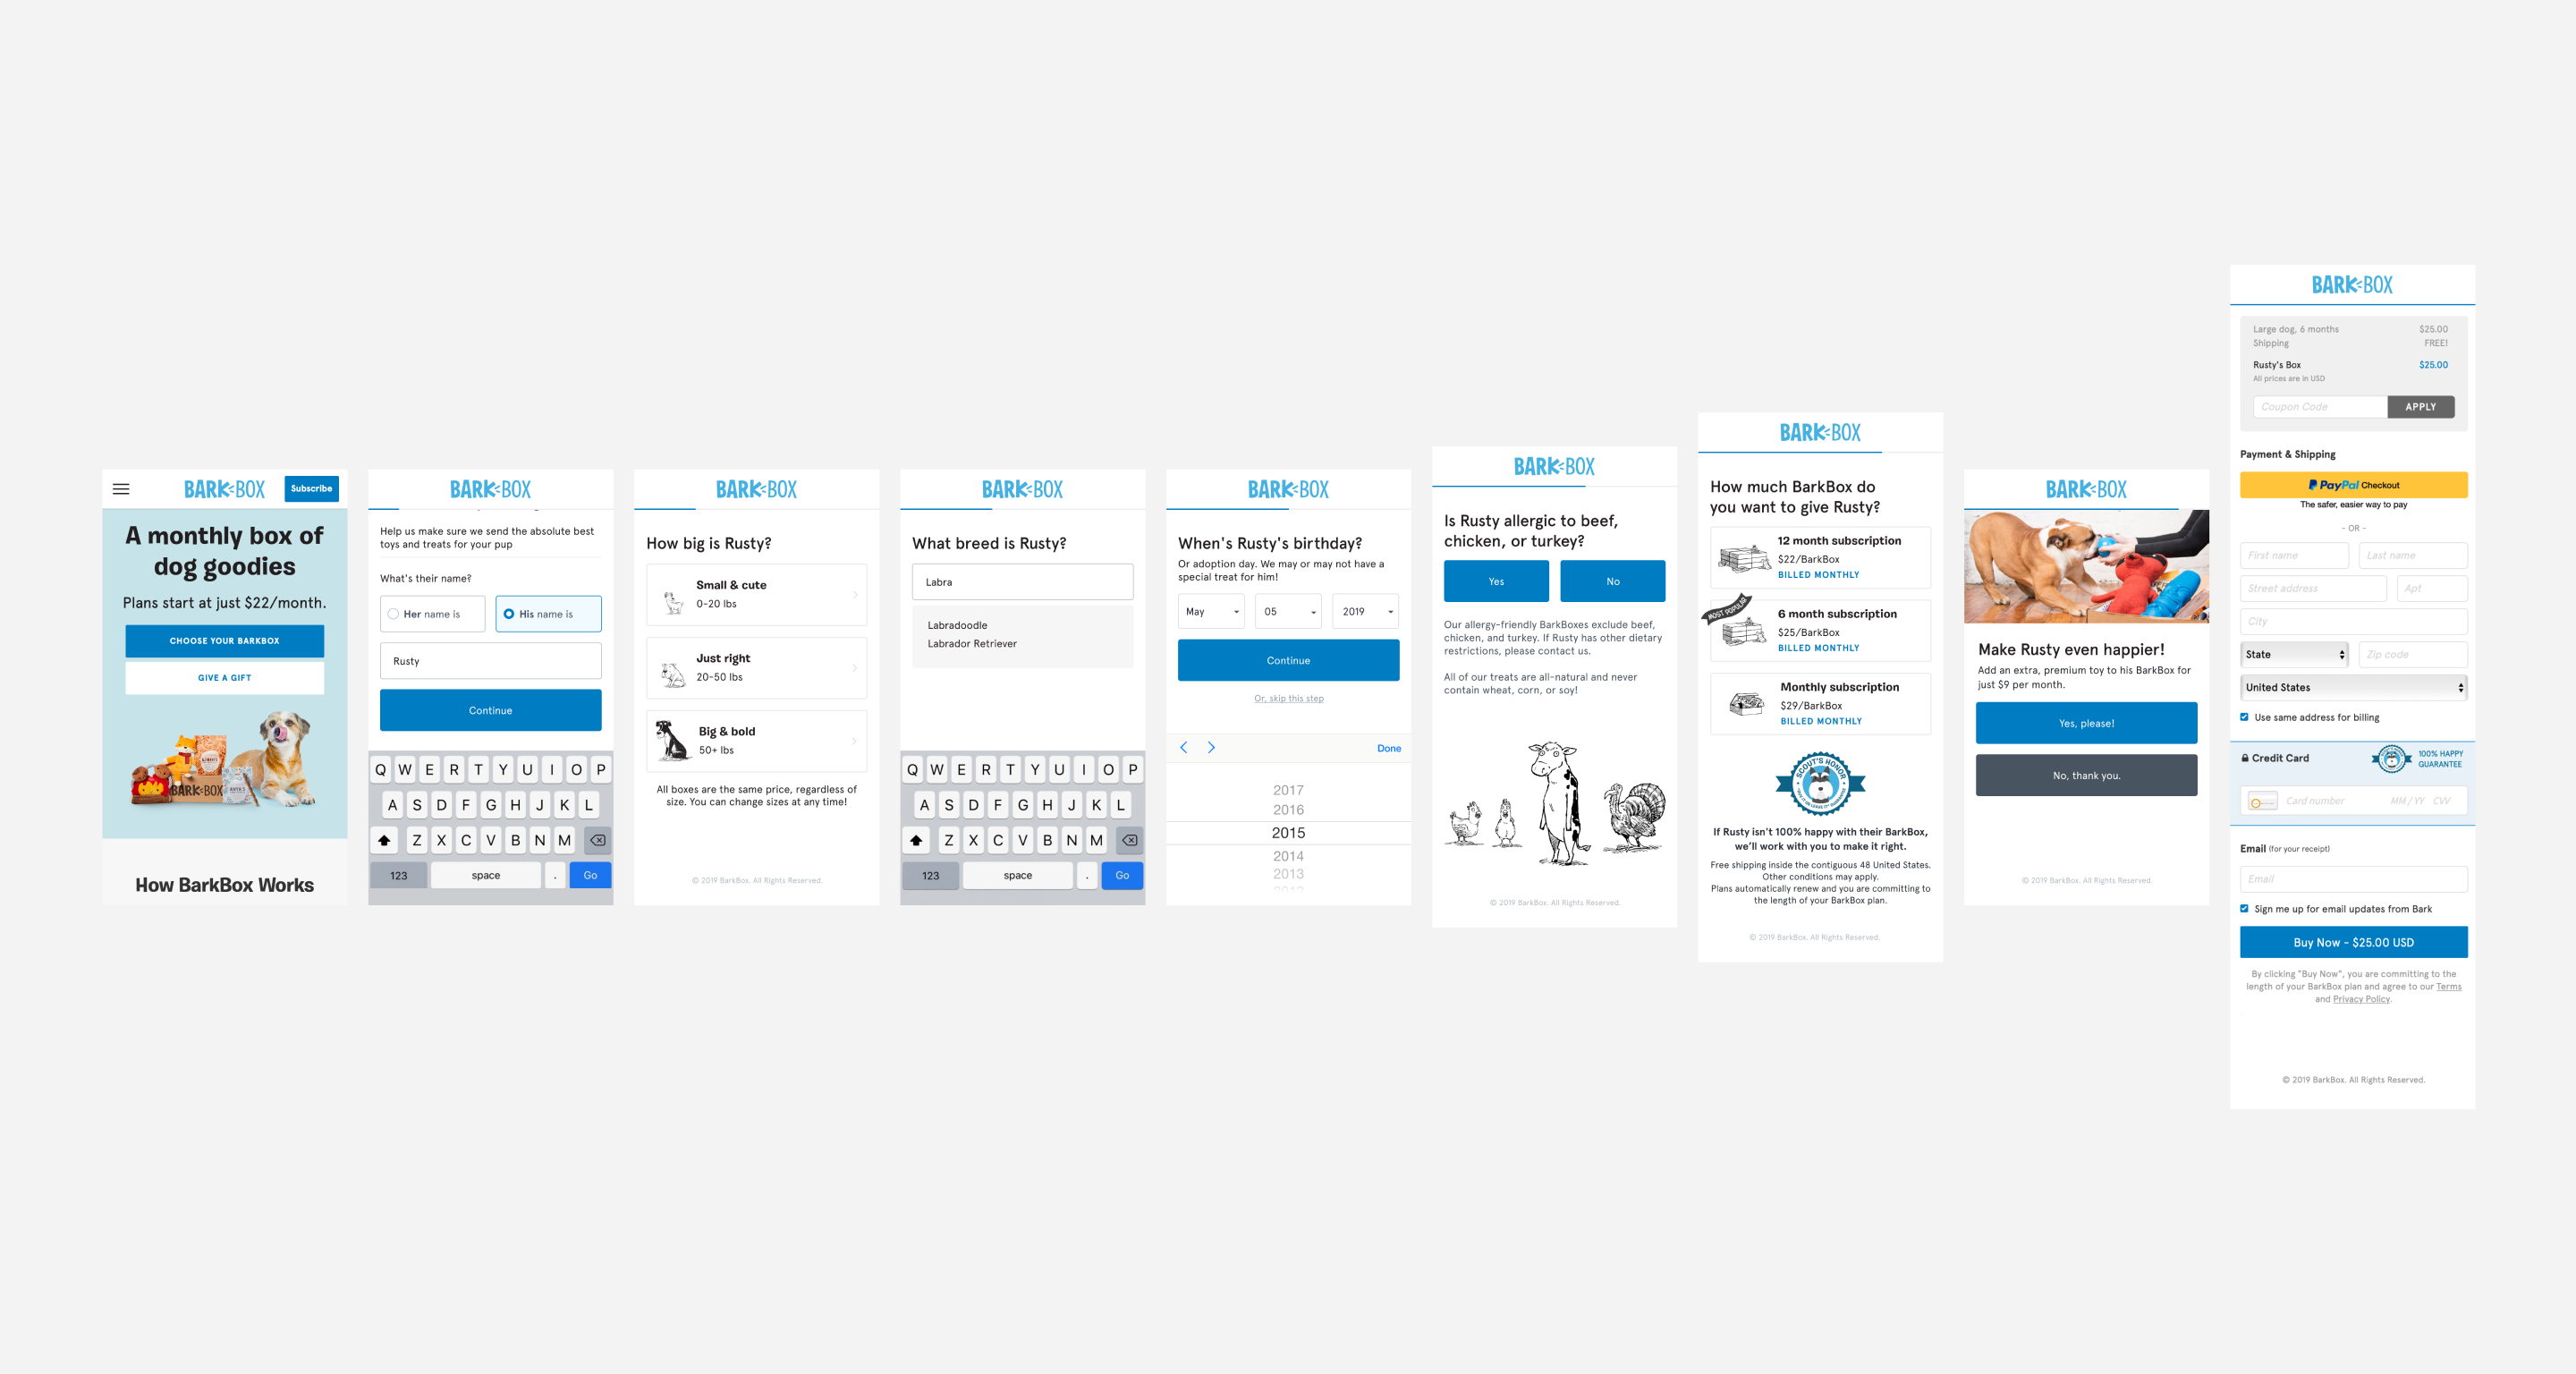 BARK BOX
Subscribe
A monthly box of
dog goodies
Plans start at just $22/month.
CHOOSE YOUR BARKBOX
GIVE A GIFT
BARK BOX
How BarkBox Works
BARK BOX
Help us make sure we send the absolute best
toys and treats for your pup
What's their name?
Her name is
His name is
Rusty
Continue
Q W E R T Y U I O P
A S D F G H J K L
Z X C V B N M
123 space . Go
BARK BOX
How big is Rusty?
Small & cute
0-20 lbs
Just right
20-50 lbs
Big & bold
50+ lbs
All boxes are the same price, regardless of
size. You can change sizes at any time!
© 2019 BarkBox. All Rights Reserved.
BARK BOX
What breed is Rusty?
Labra
Labradoodle
Labrador Retriever
Q W E R T Y U I O P
A S D F G H J K L
Z X C V B N M
123 space . Go
BARK BOX
When's Rusty's birthday?
Or adoption day. We may or may not have a
special treat for him!
May 05 2019
Continue
Or, skip this step
Done
2017
2016
2015
2014
2013
2012
BARK BOX
Is Rusty allergic to beef,
chicken, or turkey?
Yes No
Our allergy-friendly BarkBoxes exclude beef,
chicken, and turkey. If Rusty has other dietary
restrictions, please contact us.
All of our treats are all-natural and never
contain wheat, corn, or soy!
© 2019 BarkBox. All Rights Reserved.
BARK BOX
How much BarkBox do
you want to give Rusty?
12 month subscription
$22/BarkBox
BILLED MONTHLY
MOST POPULAR
6 month subscription
$25/BarkBox
BILLED MONTHLY
Monthly subscription
$29/BarkBox
BILLED MONTHLY
SCOUT'S HONOR
If Rusty isn't 100% happy with their BarkBox,
we'll work with you to make it right.
Free shipping inside the contiguous 48 United States.
Other conditions may apply.
Plans automatically renew and you are committing to
the length of your BarkBox plan.
© 2019 BarkBox. All Rights Reserved.
BARK BOX
Make Rusty even happier!
Add an extra, premium toy to his BarkBox for
just $9 per month.
Yes, please!
No, thank you.
© 2019 BarkBox. All Rights Reserved.
BARK BOX
Large dog, 6 months $25.00
Shipping FREE!
Rusty's Box $25.00
All prices are in USD
Coupon Code APPLY
Payment & Shipping
PayPal Checkout
The safer, easier way to pay
- OR -
First name Last name
Street address Apt
City
State Zip code
United States
Use same address for billing
Credit Card
100% HAPPY
GUARANTEE
Card number MM / YY CVV
Email (for your receipt)
Email
Sign me up for email updates from Bark
Buy Now - $25.00 USD
By clicking "Buy Now", you are committing to the
length of your BarkBox plan and agree to our Terms
and Privacy Policy.
© 2019 BarkBox. All Rights Reserved.